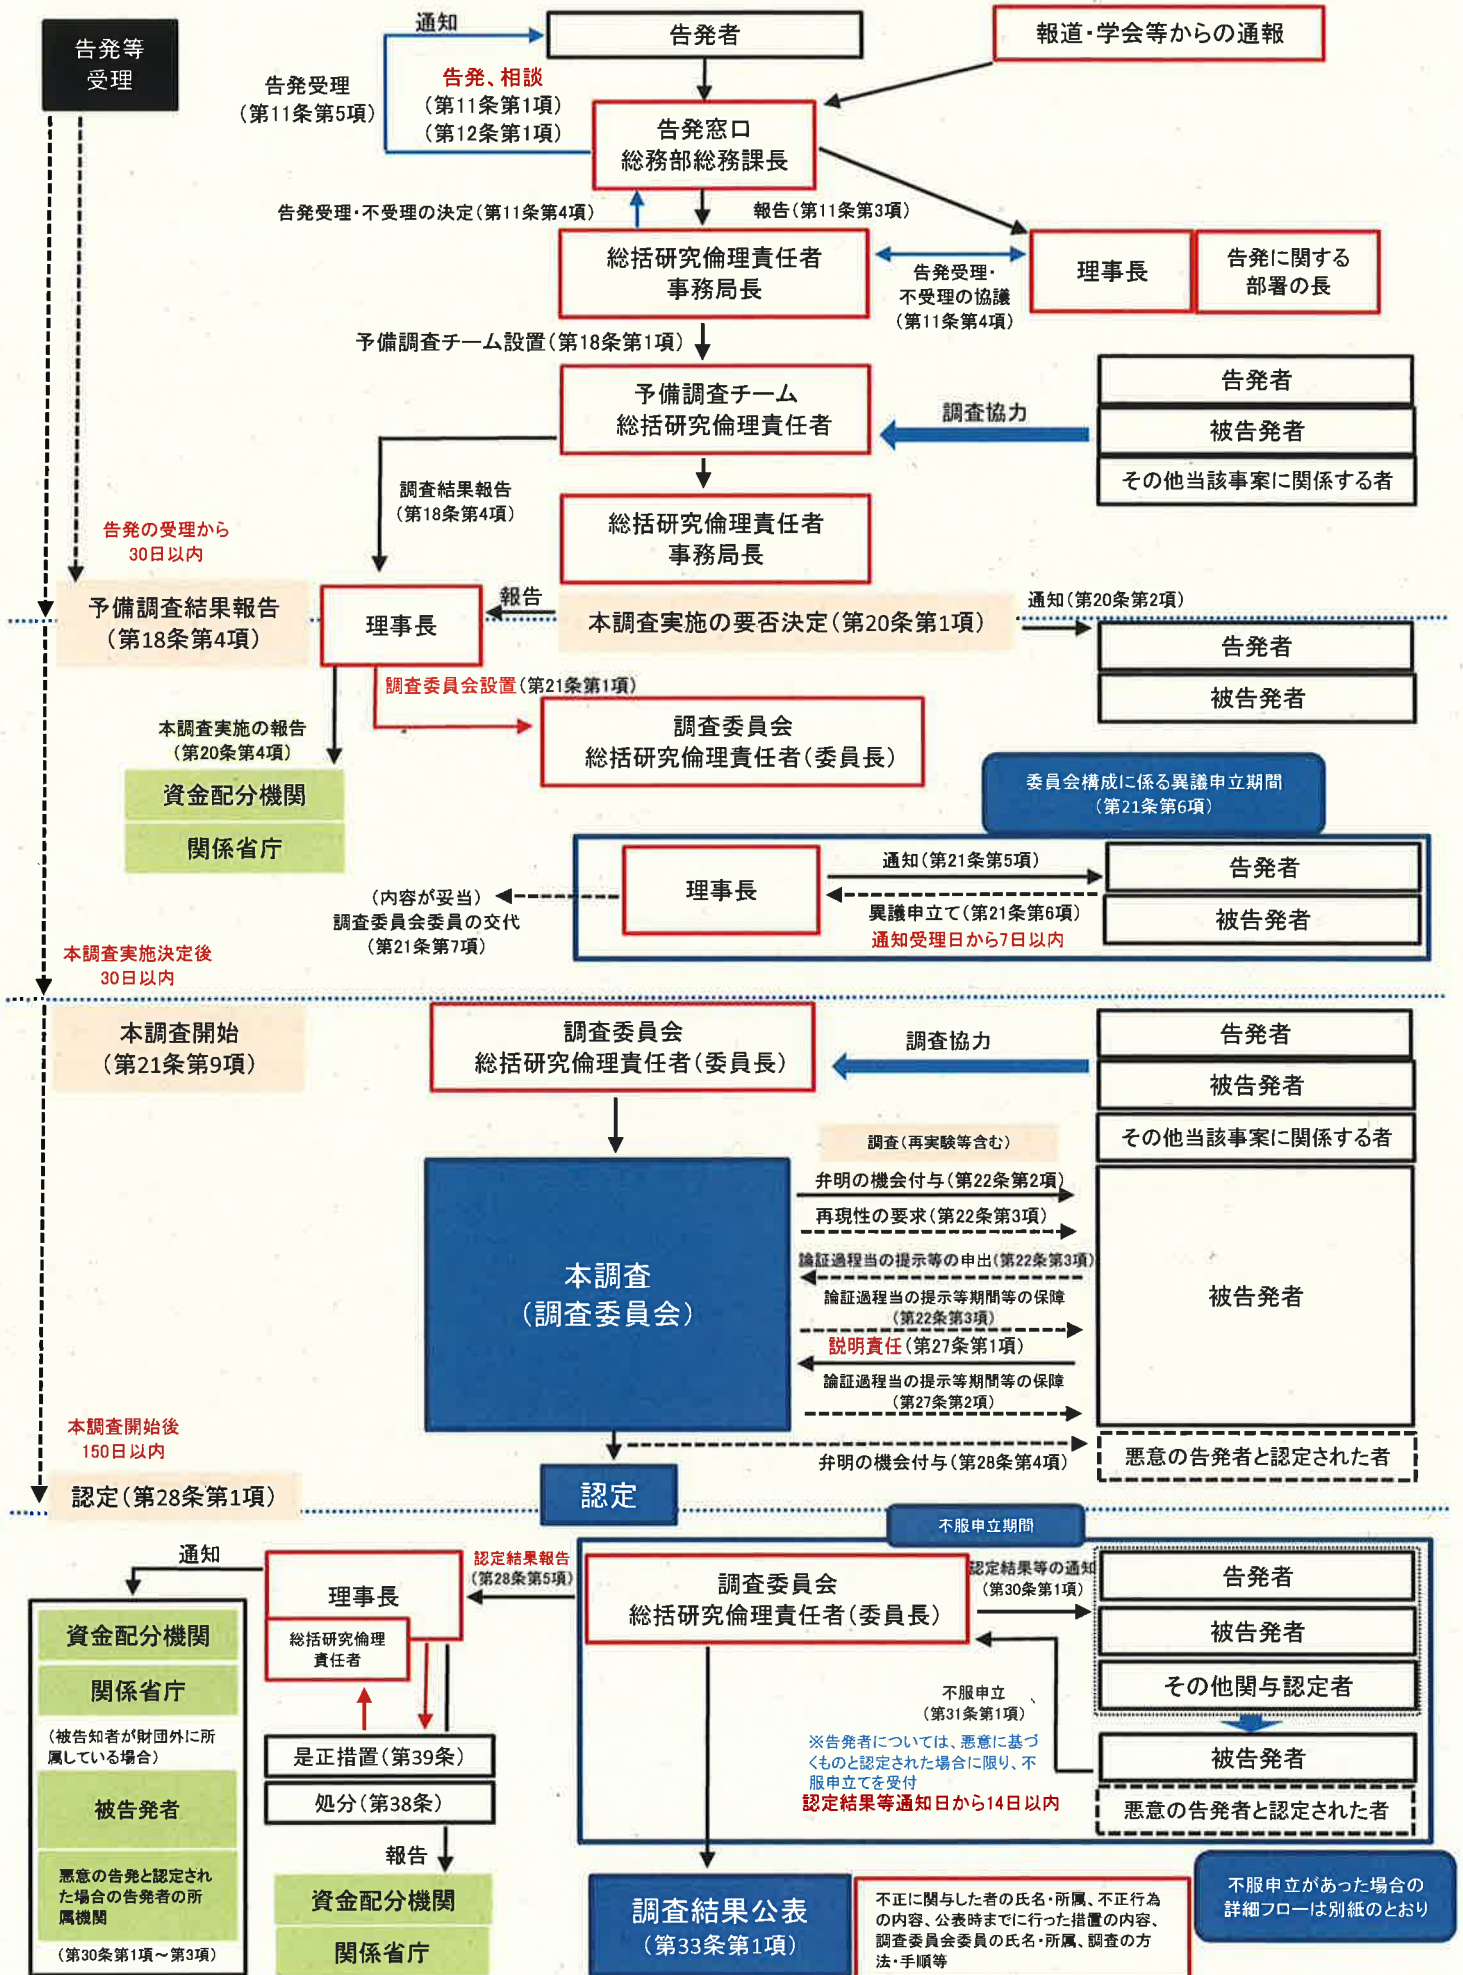 告発等
受理
通知
告発者
報道・学会等からの通報
告発受理
(第11条第5項)
告発、相談
(第11条第1項)
(第12条第1項)
告発窓口
総務部総務課長
告発受理・不受理の決定(第11条第4項)
報告(第11条第3項)
総括研究倫理責任者
事務局長
告発受理・
不受理の協議
(第11条第4項)
理事長
告発に関する
部署の長
予備調査チーム設置(第18条第1項)
予備調査チーム
総括研究倫理責任者
調査協力
告発者
被告発者
その他当該事案に関係する者
調査結果報告
(第18条第4項)
総括研究倫理責任者
事務局長
告発の受理から
30日以内
予備調査結果報告
(第18条第4項)
理事長
報告
本調査実施の要否決定(第20条第1項)
通知(第20条第2項)
告発者
被告発者
調査委員会設置(第21条第1項)
本調査実施の報告
(第20条第4項)
調査委員会
総括研究倫理責任者(委員長)
資金配分機関
関係省庁
委員会構成に係る異議申立期間
(第21条第6項)
理事長
通知(第21条第5項)
告発者
(内容が妥当)
調査委員会委員の交代
(第21条第7項)
異議申立て(第21条第6項)
通知受理日から7日以内
被告発者
本調査実施決定後
30日以内
本調査開始
(第21条第9項)
調査委員会
総括研究倫理責任者(委員長)
調査協力
告発者
被告発者
その他当該事案に関係する者
調査(再実験等含む)
弁明の機会付与(第22条第2項)
再現性の要求(第22条第3項)
論証過程当の提示等の申出(第22条第3項)
論証過程当の提示等期間等の保障
(第22条第3項)
説明責任(第27条第1項)
論証過程当の提示等期間等の保障
(第27条第2項)
本調査
(調査委員会)
被告発者
本調査開始後
150日以内
弁明の機会付与(第28条第4項)
悪意の告発者と認定された者
認定(第28条第1項)
認定
不服申立期間
通知
理事長
総括研究倫理
責任者
認定結果報告
(第28条第5項)
調査委員会
総括研究倫理責任者(委員長)
認定結果等の通知
(第30条第1項)
告発者
被告発者
その他関与認定者
資金配分機関
関係省庁
(被告知者が財団外に所
属している場合)
被告発者
悪意の告発と認定され
た場合の告発者の所
属機関
(第30条第1項～第3項)
是正措置(第39条)
処分(第38条)
報告
資金配分機関
関係省庁
不服申立
(第31条第1項)
※告発者については、悪意に基づ
くものと認定された場合に限り、不
服申立てを受付
認定結果等通知日から14日以内
被告発者
悪意の告発者と認定された者
調査結果公表
(第33条第1項)
不正に関与した者の氏名・所属、不正行為
の内容、公表時までに行った措置の内容、
調査委員会委員の氏名・所属、調査の方
法・手順等
不服申立があった場合の
詳細フローは別紙のとおり